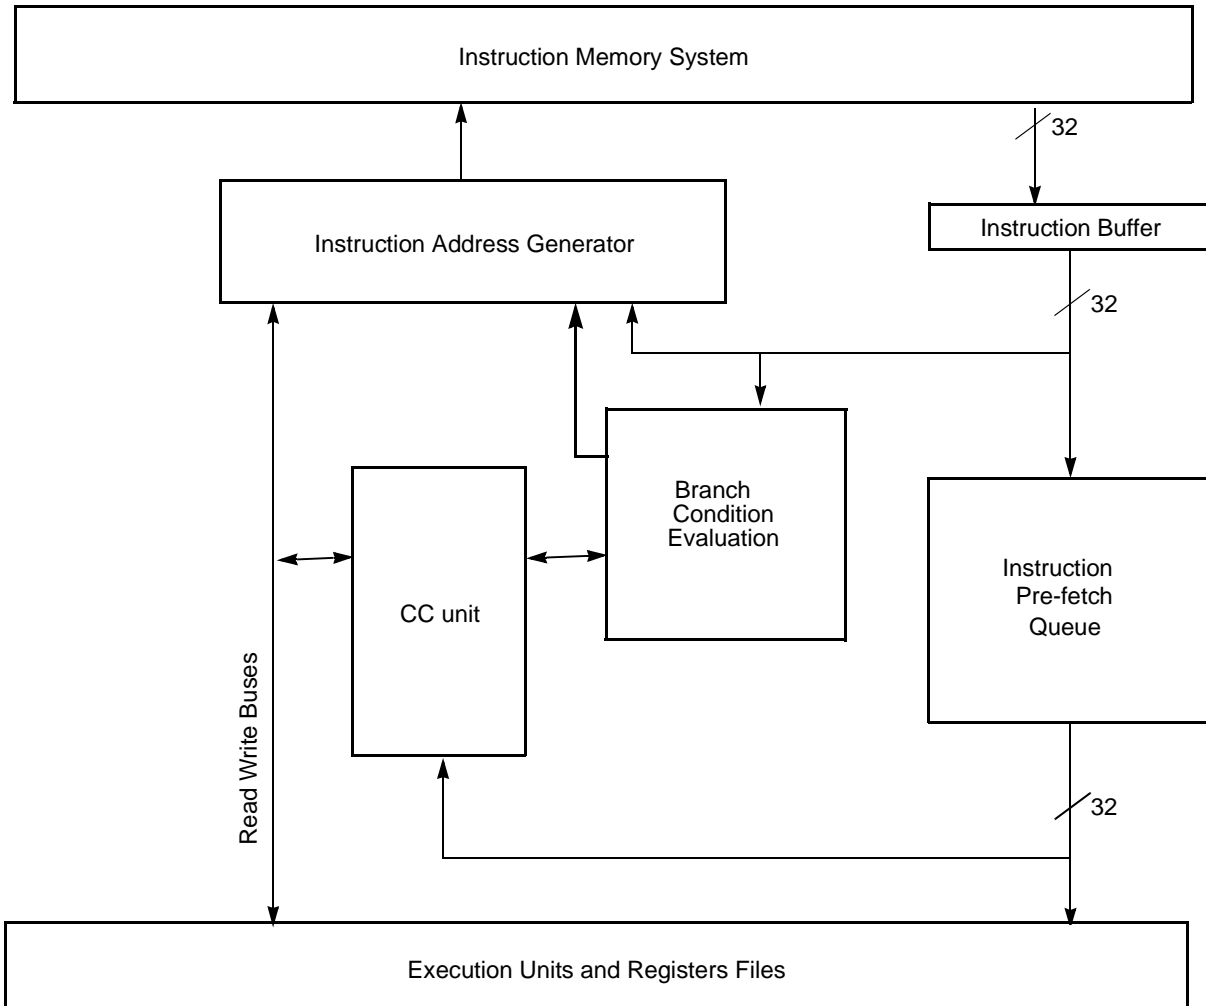 Instruction Memory System
32
Instruction Address Generator
Instruction Buffer
32
Branch
Condition
Evaluation
Instruction
Pre-fetch
Queue
CC unit
Read Write Buses
32
Execution Units and Registers Files